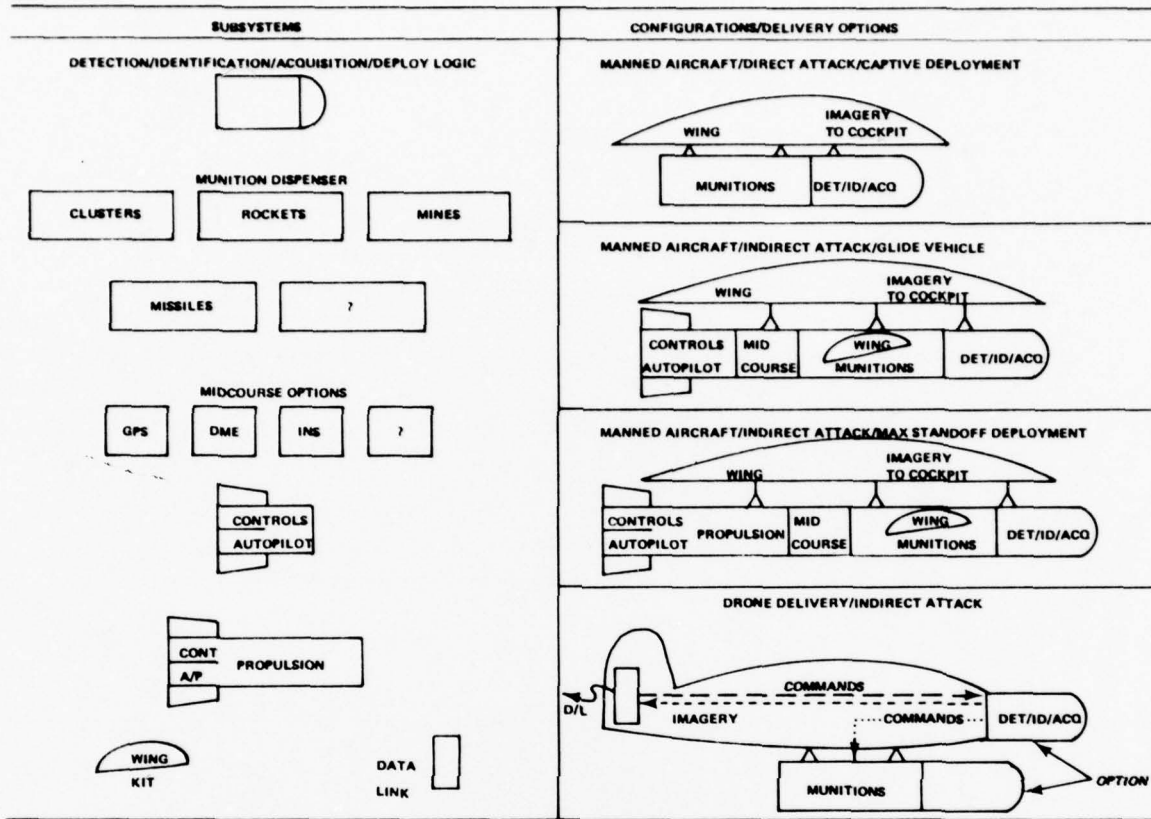 SUBSYSTEMS
DETECTION/IDENTIFICATION/ACQUISITION/DEPLOY LOGIC
MUNITION DISPENSER
CLUSTERS
ROCKETS
MINES
MISSILES
?
MIDCOURSE OPTIONS
GPS
DME
INS
?
CONTROLS
AUTOPILOT
CONT
A/P
PROPULSION
WING
KIT
DATA
LINK
CONFIGURATIONS/DELIVERY OPTIONS
MANNED AIRCRAFT/DIRECT ATTACK/CAPTIVE DEPLOYMENT
WING
IMAGERY
TO COCKPIT
MUNITIONS
DET/ID/ACQ
MANNED AIRCRAFT/INDIRECT ATTACK/GLIDE VEHICLE
WING
IMAGERY
TO COCKPIT
CONTROLS
AUTOPILOT
MID
COURSE
WING
MUNITIONS
DET/ID/ACQ
MANNED AIRCRAFT/INDIRECT ATTACK/MAX STANDOFF DEPLOYMENT
WING
IMAGERY
TO COCKPIT
CONTROLS
AUTOPILOT
PROPULSION
MID
COURSE
WING
MUNITIONS
DET/ID/ACQ
DRONE DELIVERY/INDIRECT ATTACK
D/L
COMMANDS
IMAGERY
COMMANDS
DET/ID/ACQ
MUNITIONS
OPTION